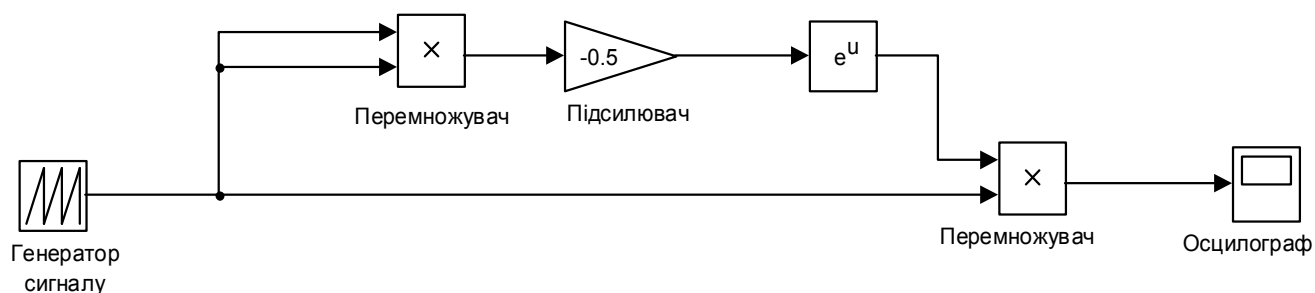 ×
-0.5
e^u
Перемножувач
Підсилювач
×
Генератор
сигналу
Перемножувач
Осцилограф